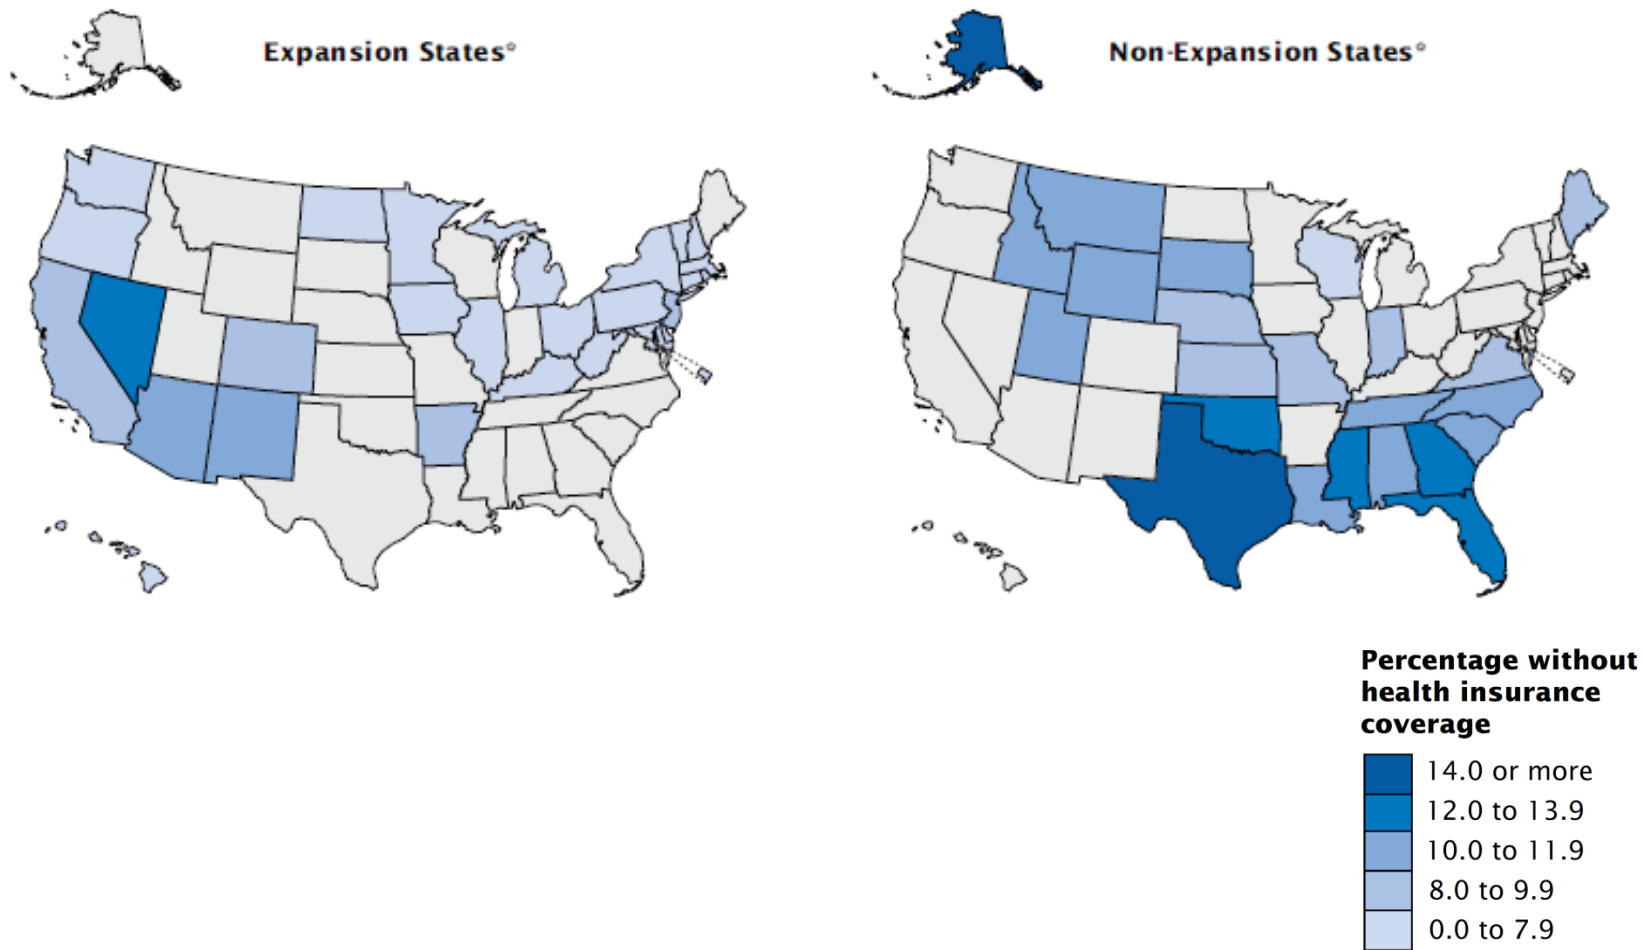 Expansion States*
Non-Expansion States*
Percentage without
health insurance
coverage
14.0 or more
12.0 to 13.9
10.0 to 11.9
8.0 to 9.9
0.0 to 7.9